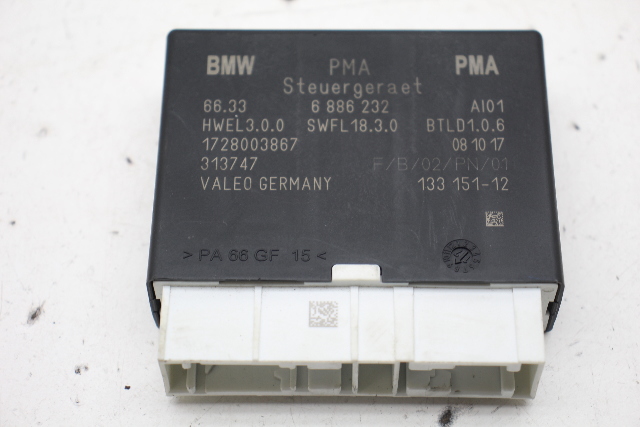 BMW PMA PMA
Steuergeraet
66.33 6 886 232 AI01
HWEL3.0.0 SWFL18.3.0 BTLD1.0.6
1728003867 08 10 17
313747 F/B/02/PN/01
VALEO GERMANY 133 151-12
> PA 66 GF 15 <